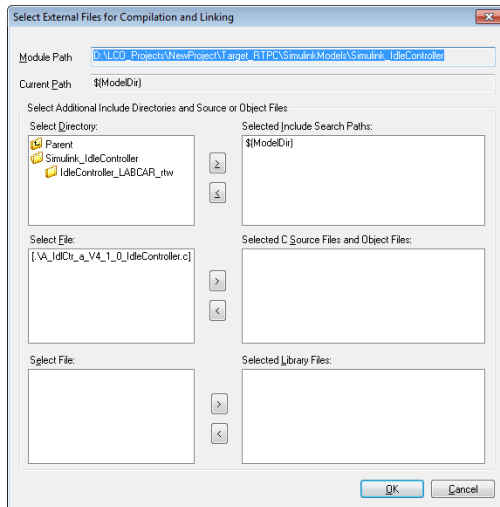 Select External Files for Compilation and Linking
Module Path
D:\LCO_Projects\NewProject\Target_RTPC\SimulinkModels\Simulink_IdleController
Current Path
$(ModelDir)
Select Additional Include Directories and Source or Object Files
Select Directory:
Selected Include Search Paths:
Parent
Simulink_IdleController
IdleController_LABCAR_rtw
≥
≤
$(ModelDir)
Select File:
Selected C Source Files and Object Files:
[.\A_IdlCtr_a_V4_1_0_IdleController.c]
>
<
Select File:
Selected Library Files:
>
<
OK
Cancel